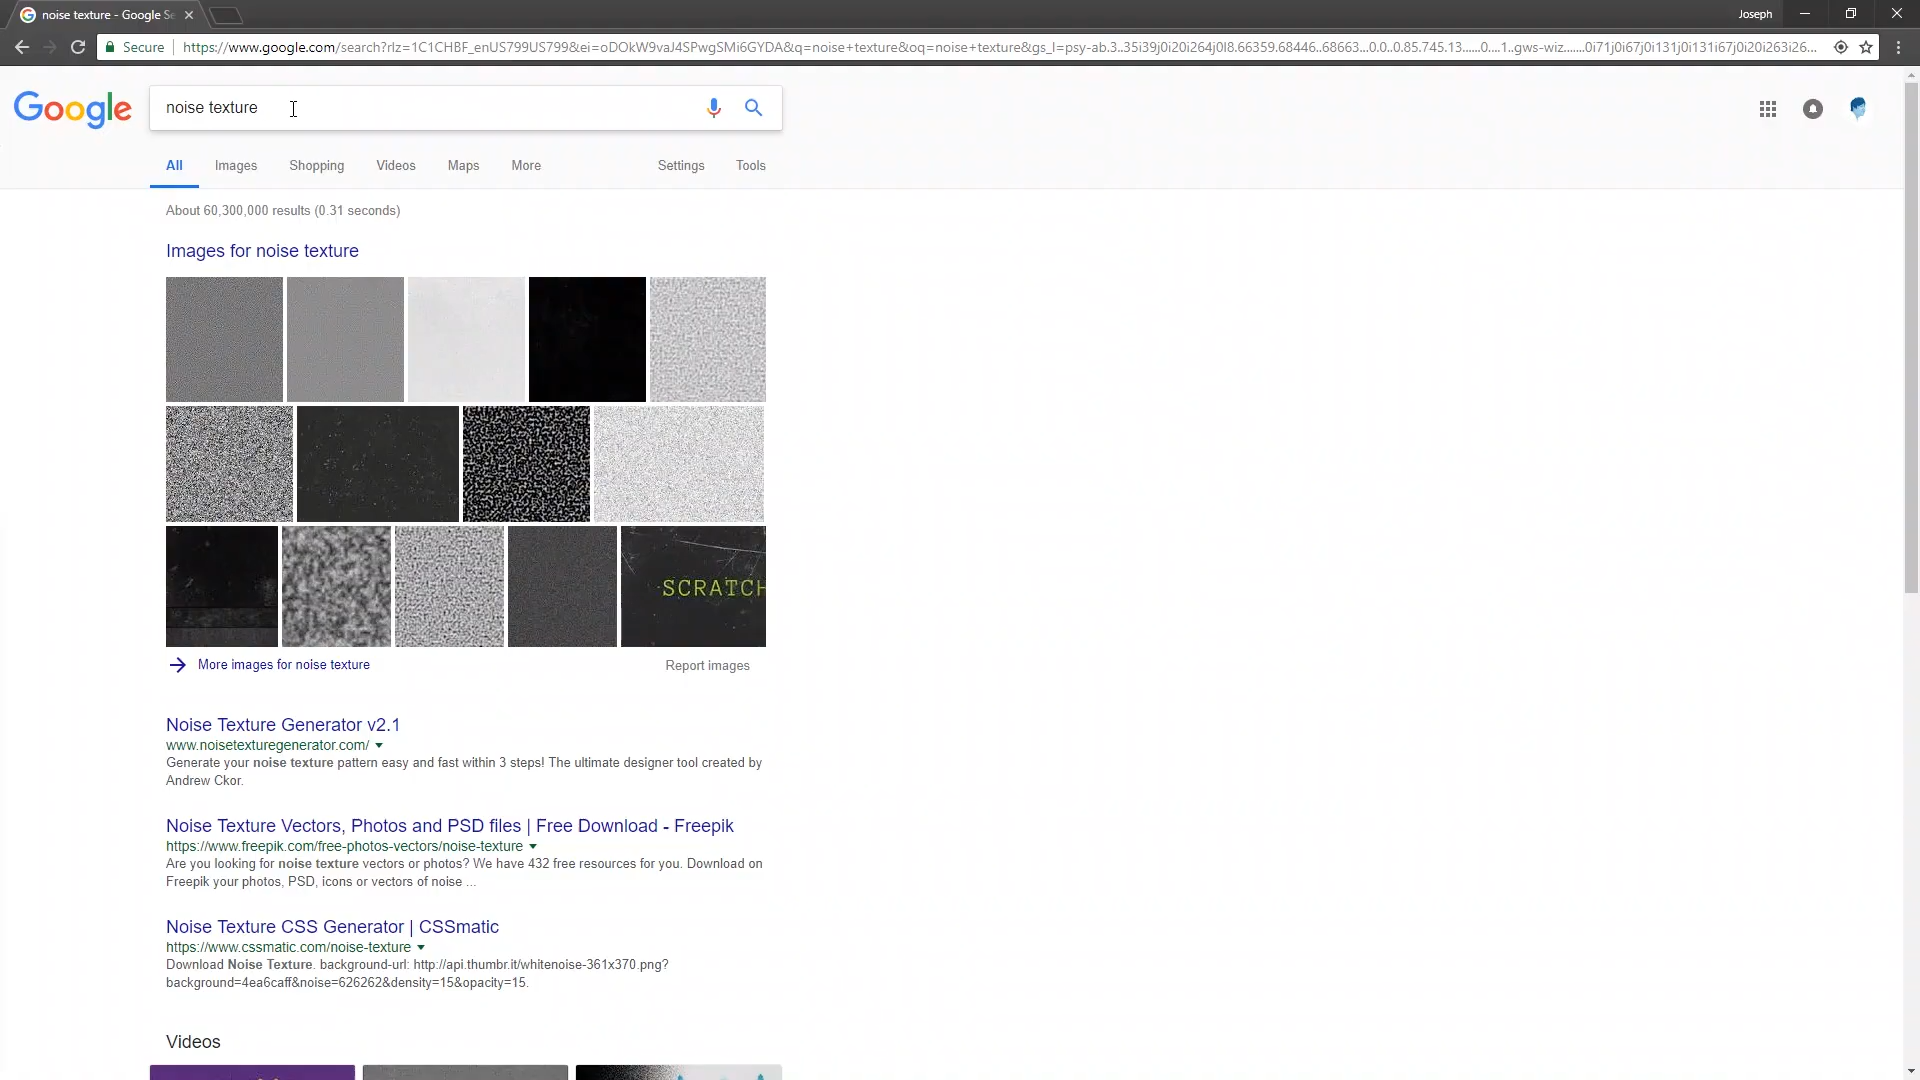 noise texture - Google Se
Joseph
Secure
https://www.google.com/search?rlz=1C1CHBF_enUS799US799&ei=oDOkW9vaJ4SPwgSMi6GYDA&q=noise+texture&oq=noise+texture&gs_l=psy-ab.3..35i39j0i20i264j0l8.66359.68446..68663...0.0..0.85.745.13......0....1..gws-wiz.......0i71j0i67j0i131j0i131i67j0i20i263i26...
Google
noise texture
All Images Shopping Videos Maps More Settings Tools
About 60,300,000 results (0.31 seconds)
Images for noise texture
SCRATCH
More images for noise texture
Report images
Noise Texture Generator v2.1
www.noisetexturegenerator.com/
Generate your noise texture pattern easy and fast within 3 steps! The ultimate designer tool created by
Andrew Ckor.
Noise Texture Vectors, Photos and PSD files | Free Download - Freepik
https://www.freepik.com/free-photos-vectors/noise-texture
Are you looking for noise texture vectors or photos? We have 432 free resources for you. Download on
Freepik your photos, PSD, icons or vectors of noise ...
Noise Texture CSS Generator | CSSmatic
https://www.cssmatic.com/noise-texture
Download Noise Texture. background-url: http://api.thumbr.it/whitenoise-361x370.png?
background=4ea6caff&noise=626262&density=15&opacity=15.
Videos